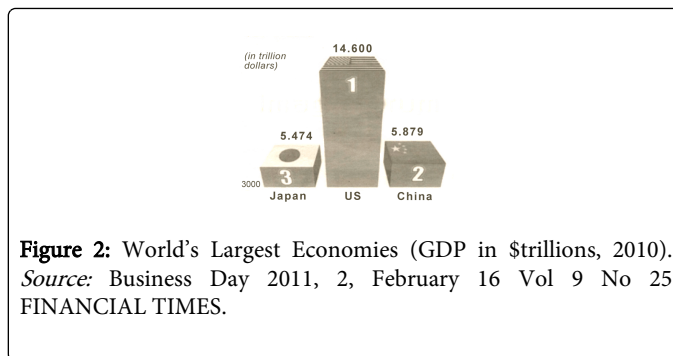 (in trillion
dollars)
14.600
1
5.474
5.879
3
2
3000
Japan US China
Figure 2: World's Largest Economies (GDP in $trillions, 2010).
Source: Business Day 2011, 2, February 16 Vol 9 No 25
FINANCIAL TIMES.